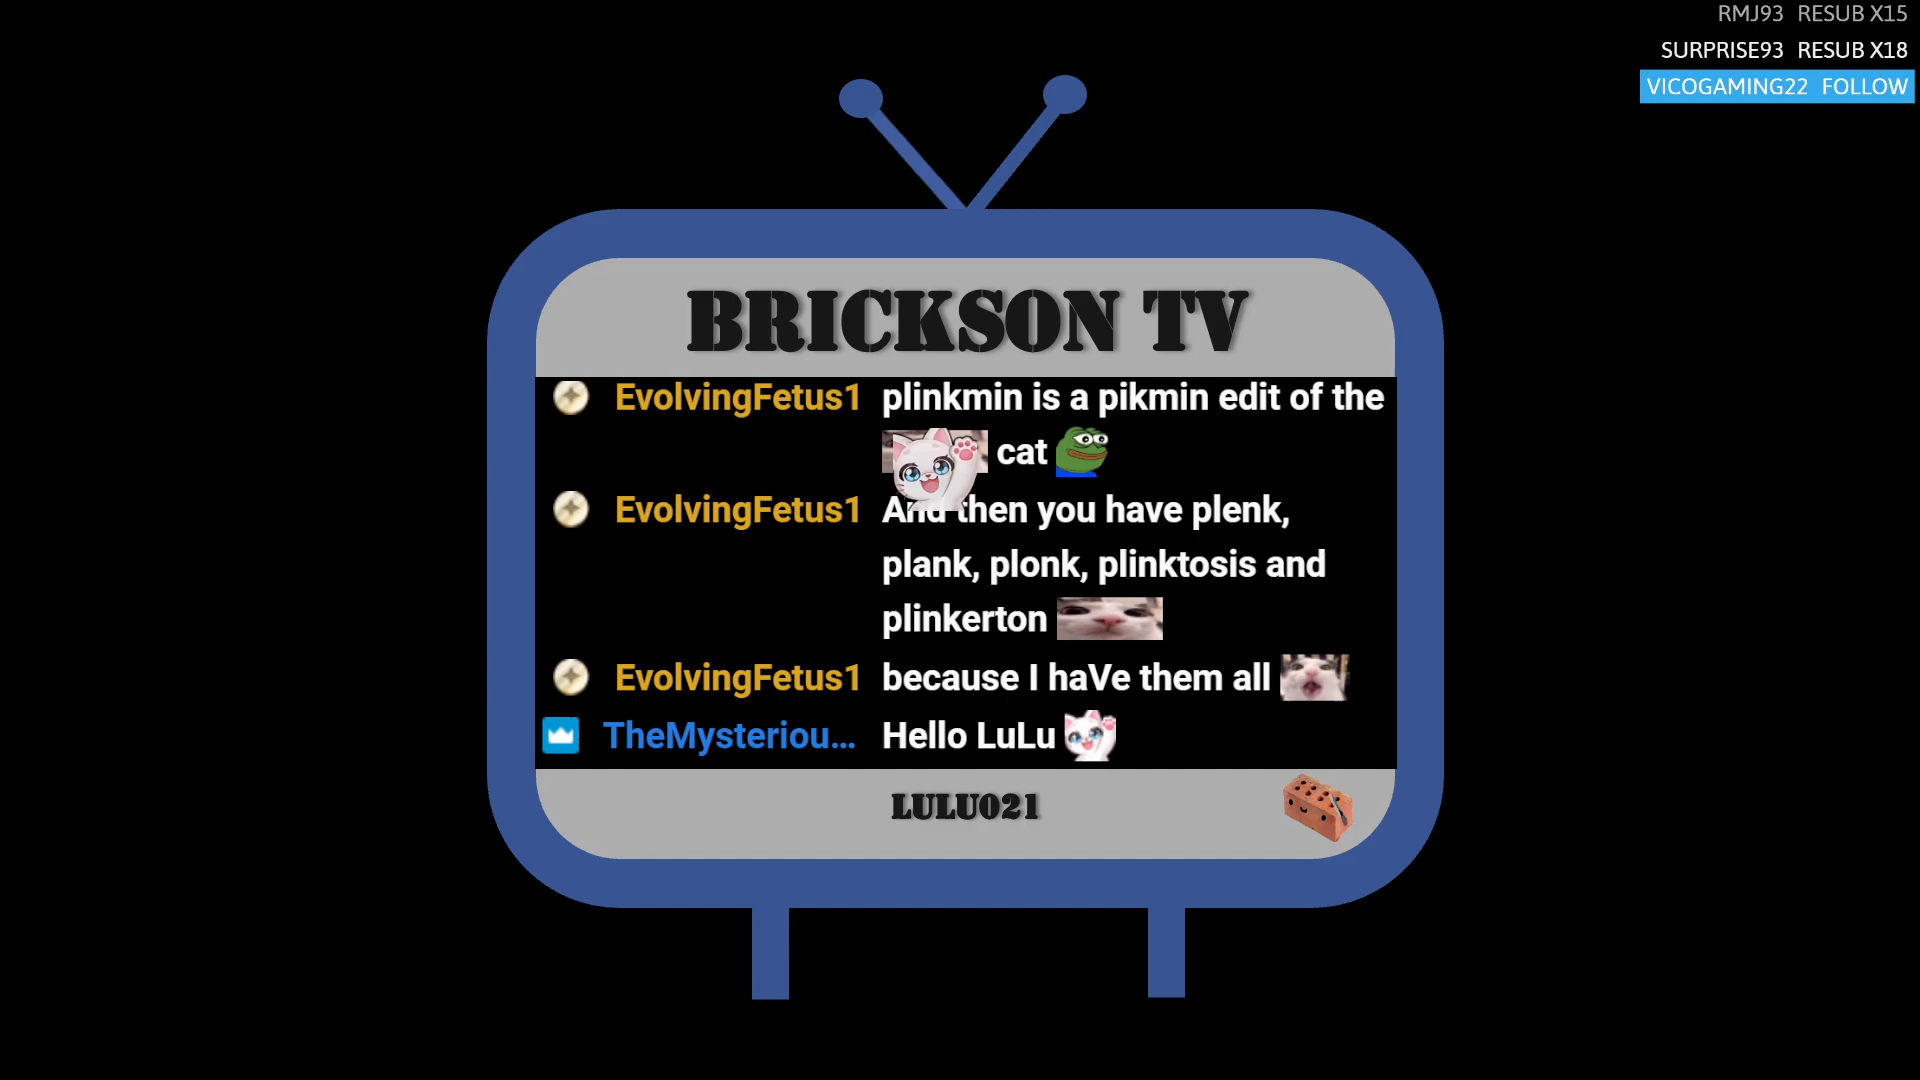 RMJ93 RESUB X15
SURPRISE93 RESUB X18
VICOGAMING22 FOLLOW
BRICKSON TV
EvolvingFetus1 plinkmin is a pikmin edit of the
cat
EvolvingFetus1 And then you have plenk,
plank, plonk, plinktosis and
plinkerton
EvolvingFetus1 because I haVe them all
TheMysteriou... Hello LuLu
LULU021